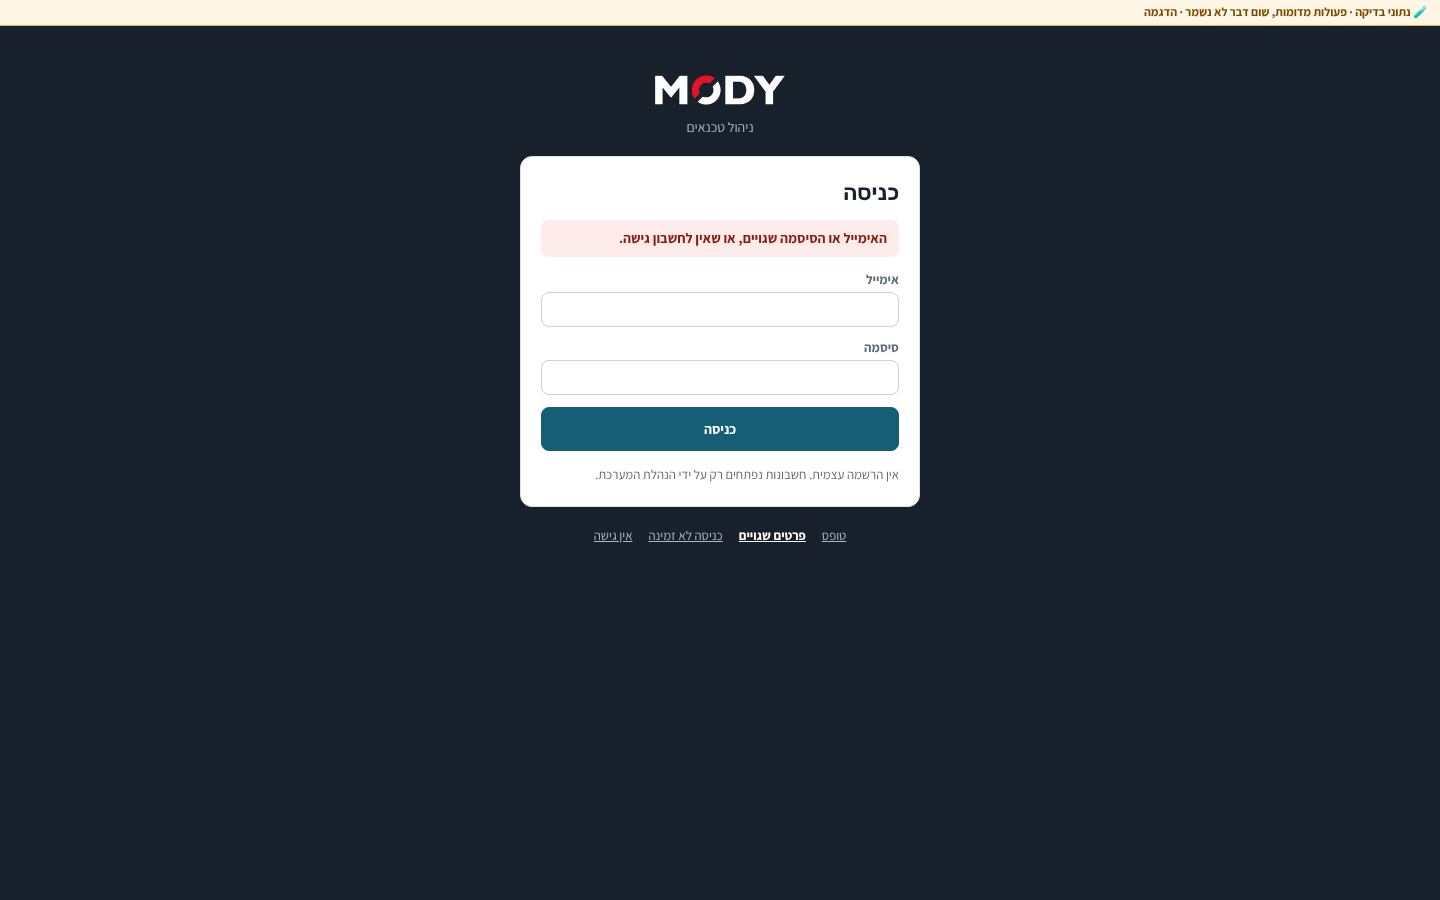 🧪 נתוני בדיקה · פעולות מדומות, שום דבר לא נשמר · הדגמה
MODY
ניהול טכנאים
כניסה
האימייל או הסיסמה שגויים, או שאין לחשבון גישה.
אימייל
סיסמה
כניסה
אין הרשמה עצמית. חשבונות נפתחים רק על ידי הנהלת המערכת.
טופס פרטים שגויים כניסה לא זמינה אין גישה